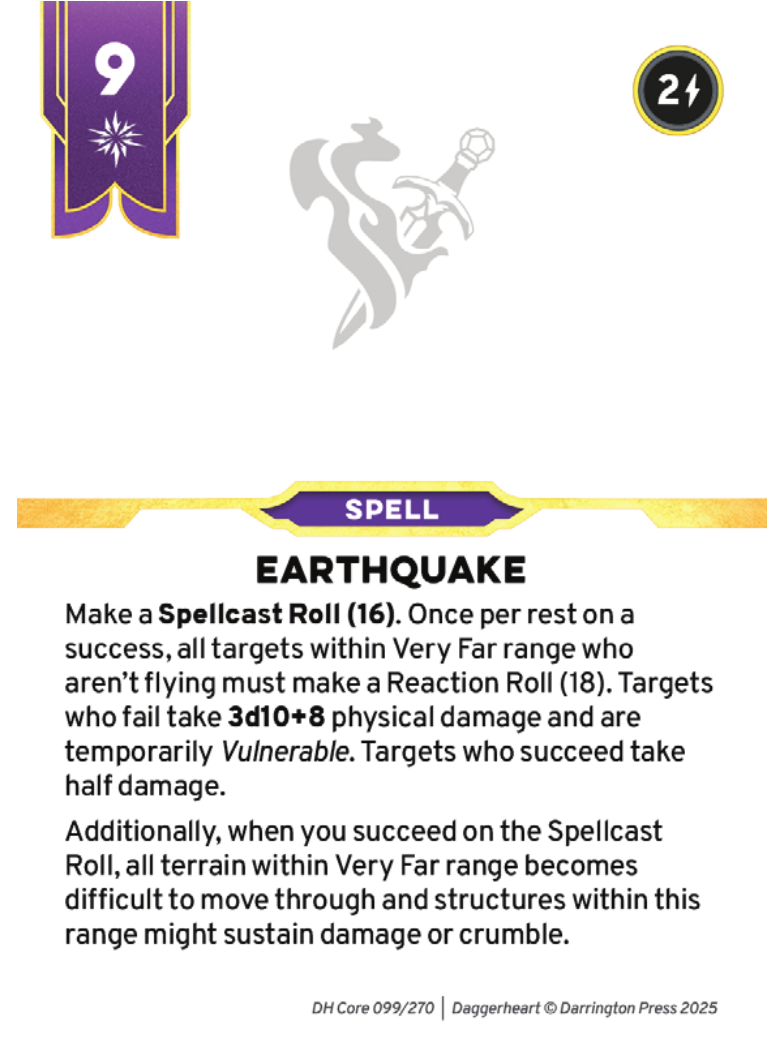 9
2
SPELL
EARTHQUAKE
Make a Spellcast Roll (16). Once per rest on a
success, all targets within Very Far range who
aren't flying must make a Reaction Roll (18). Targets
who fail take 3d10+8 physical damage and are
temporarily Vulnerable. Targets who succeed take
half damage.
Additionally, when you succeed on the Spellcast
Roll, all terrain within Very Far range becomes
difficult to move through and structures within this
range might sustain damage or crumble.
DH Core 099/270 | Daggerheart © Darrington Press 2025